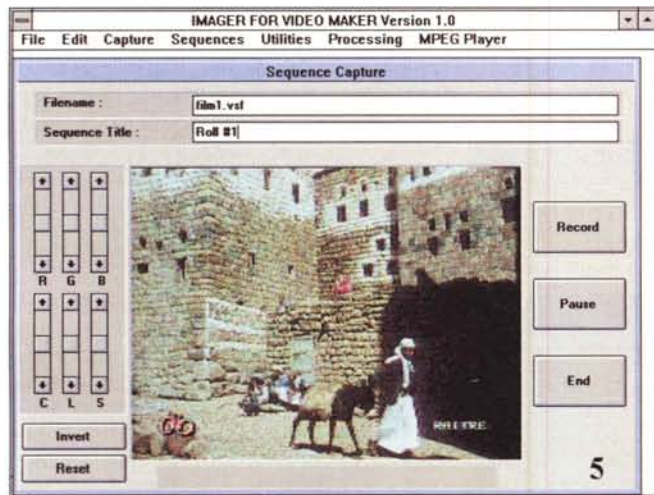 IMAGER FOR VIDEO MAKER Version 1.0
File Edit Capture Sequences Utilities Processing MPEG Player
Sequence Capture
Filename : film1.vsf
Sequence Title : Roll #1
R G B
C L S
Record
Pause
End
RAITRE
Invert
Reset
5